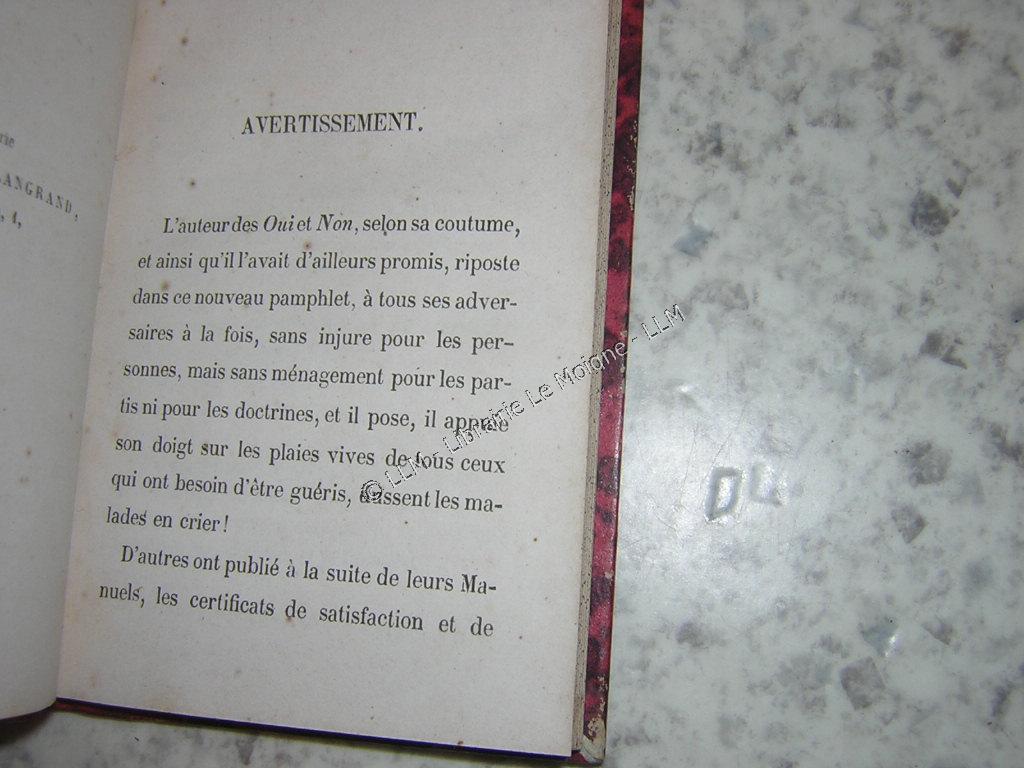 rie
LANGRAND,
, 1,
AVERTISSEMENT.
L'auteur des Oui et Non, selon sa coutume,
et ainsi qu'il l'avait d'ailleurs promis, riposte
dans ce nouveau pamphlet, à tous ses adver-
saires à la fois, sans injure pour les per-
sonnes, mais sans ménagement pour les par-
tis ni pour les doctrines, et il pose, il appuie
son doigt sur les plaies vives de tous ceux
qui ont besoin d'être guéris, dussent les ma-
lades en crier!
D'autres ont publié à la suite de leurs Ma-
nuels, les certificats de satisfaction et de
© LLM - Librairie Le Moigne - LLM